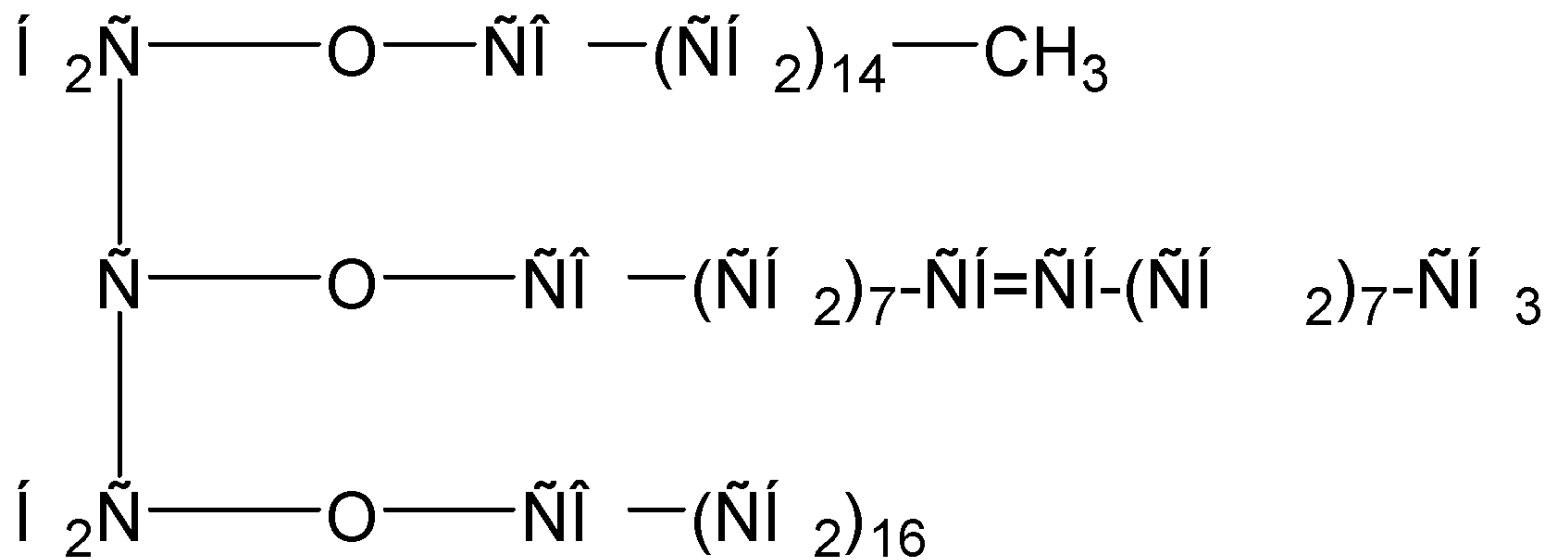 Í 2Ñ—O—ÑÎ —(ÑÍ 2)14—CH3
Ñ—O—ÑÎ —(ÑÍ 2)7-ÑÍ=ÑÍ-(ÑÍ 2)7-ÑÍ 3
Í 2Ñ—O—ÑÎ —(ÑÍ 2)16